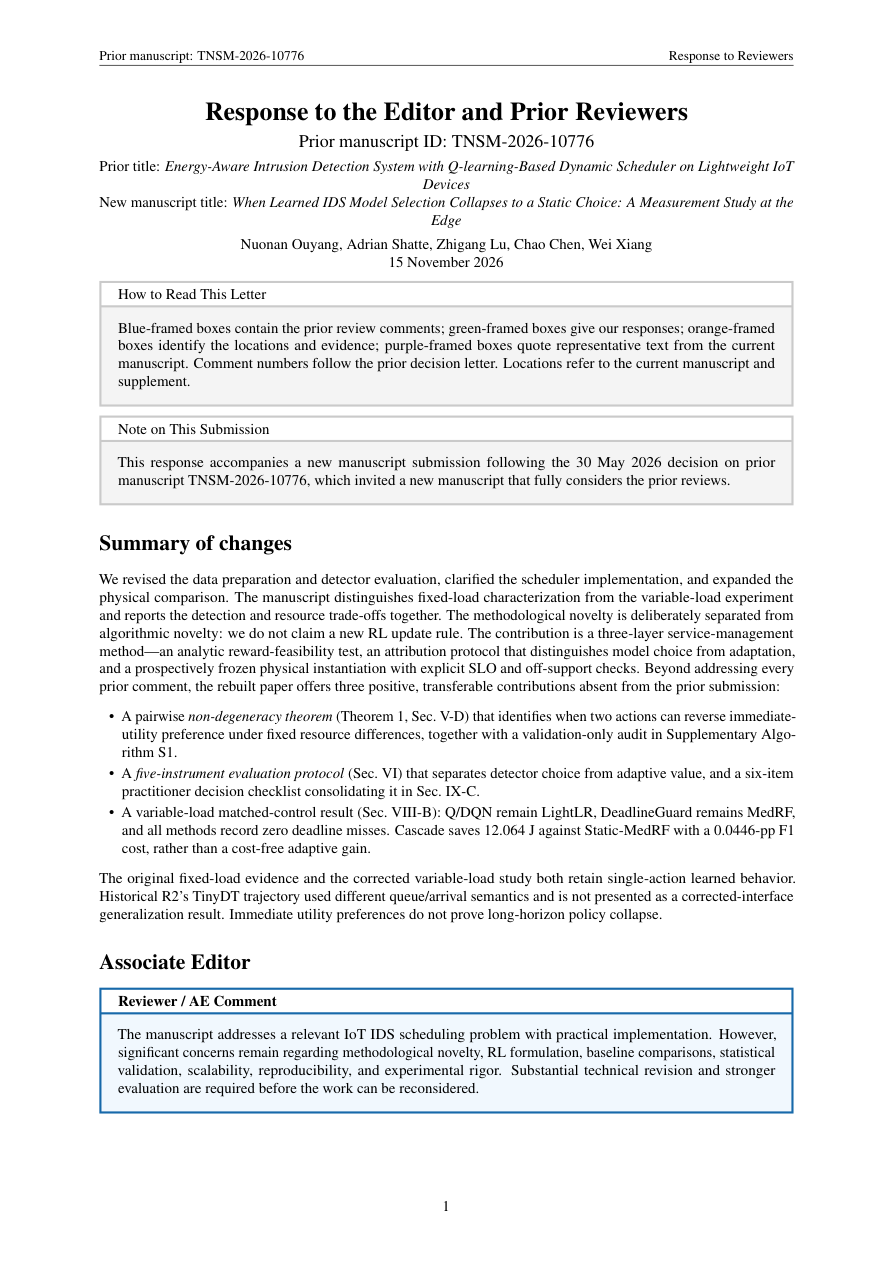 Prior manuscript: TNSM-2026-10776
Response to Reviewers
Response to the Editor and Prior Reviewers
Prior manuscript ID: TNSM-2026-10776
Prior title: Energy-Aware Intrusion Detection System with Q-learning-Based Dynamic Scheduler on Lightweight IoT
Devices
New manuscript title: When Learned IDS Model Selection Collapses to a Static Choice: A Measurement Study at the
Edge
Nuonan Ouyang, Adrian Shatte, Zhigang Lu, Chao Chen, Wei Xiang
15 November 2026
How to Read This Letter
Blue-framed boxes contain the prior review comments; green-framed boxes give our responses; orange-framed
boxes identify the locations and evidence; purple-framed boxes quote representative text from the current
manuscript. Comment numbers follow the prior decision letter. Locations refer to the current manuscript and
supplement.
Note on This Submission
This response accompanies a new manuscript submission following the 30 May 2026 decision on prior
manuscript TNSM-2026-10776, which invited a new manuscript that fully considers the prior reviews.
Summary of changes
We revised the data preparation and detector evaluation, clarified the scheduler implementation, and expanded the
physical comparison. The manuscript distinguishes fixed-load characterization from the variable-load experiment
and reports the detection and resource trade-offs together. The methodological novelty is deliberately separated from
algorithmic novelty: we do not claim a new RL update rule. The contribution is a three-layer service-management
method—an analytic reward-feasibility test, an attribution protocol that distinguishes model choice from adaptation,
and a prospectively frozen physical instantiation with explicit SLO and off-support checks. Beyond addressing every
prior comment, the rebuilt paper offers three positive, transferable contributions absent from the prior submission:
• A pairwise non-degeneracy theorem (Theorem 1, Sec. V-D) that identifies when two actions can reverse immediate-
utility preference under fixed resource differences, together with a validation-only audit in Supplementary Algo-
rithm S1.
• A five-instrument evaluation protocol (Sec. VI) that separates detector choice from adaptive value, and a six-item
practitioner decision checklist consolidating it in Sec. IX-C.
• A variable-load matched-control result (Sec. VIII-B): Q/DQN remain LightLR, DeadlineGuard remains MedRF,
and all methods record zero deadline misses. Cascade saves 12.064 J against Static-MedRF with a 0.0446-pp F1
cost, rather than a cost-free adaptive gain.
The original fixed-load evidence and the corrected variable-load study both retain single-action learned behavior.
Historical R2’s TinyDT trajectory used different queue/arrival semantics and is not presented as a corrected-interface
generalization result. Immediate utility preferences do not prove long-horizon policy collapse.
Associate Editor
Reviewer / AE Comment
The manuscript addresses a relevant IoT IDS scheduling problem with practical implementation. However,
significant concerns remain regarding methodological novelty, RL formulation, baseline comparisons, statistical
validation, scalability, reproducibility, and experimental rigor. Substantial technical revision and stronger
evaluation are required before the work can be reconsidered.
1